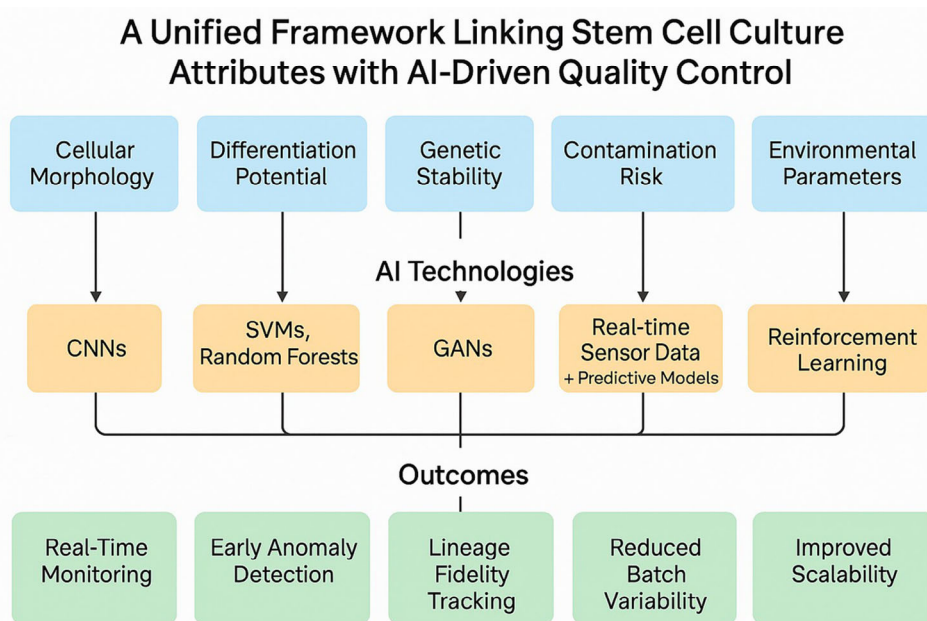 A Unified Framework Linking Stem Cell Culture
Attributes with AI-Driven Quality Control
Cellular
Morphology
Differentiation
Potential
Genetic
Stability
Contamination
Risk
Environmental
Parameters
AI Technologies
CNNs
SVMs,
Random Forests
GANs
Real-time
Sensor Data
+ Predictive Models
Reinforcement
Learning
Outcomes
Real-Time
Monitoring
Early Anomaly
Detection
Lineage
Fidelity
Tracking
Reduced
Batch
Variability
Improved
Scalability